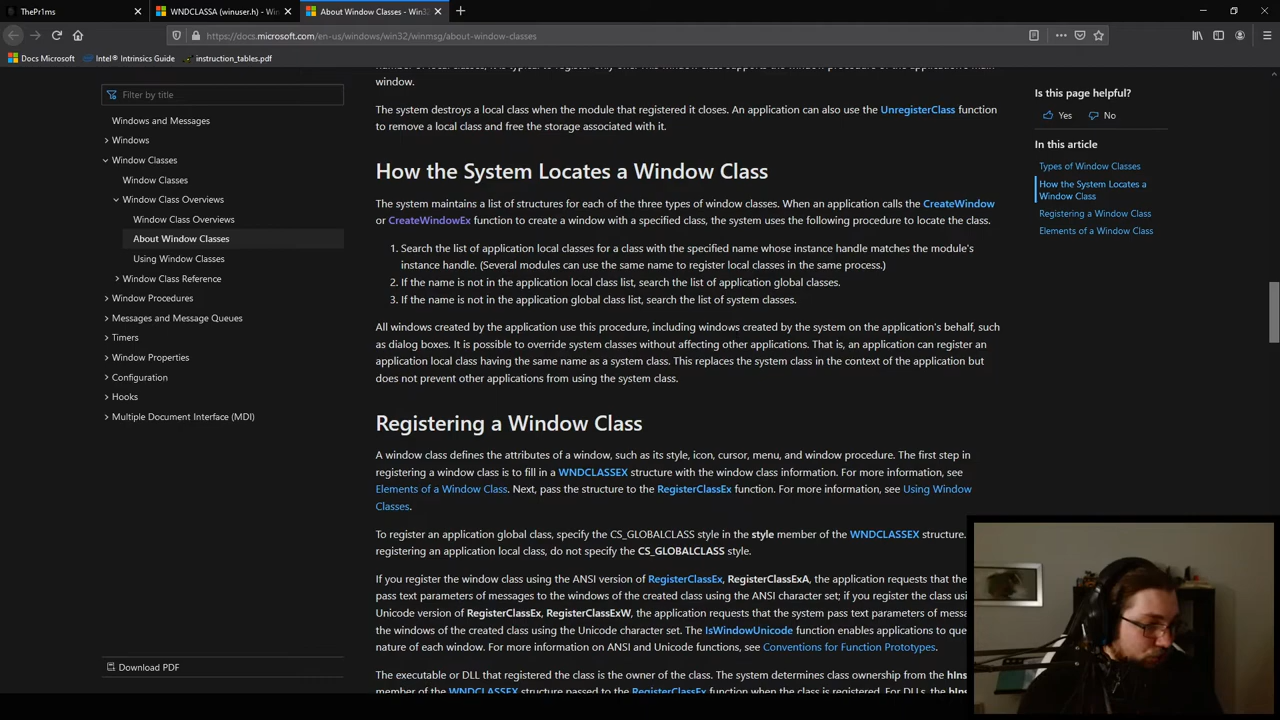 ThePr1ms
WNDCLASSA (winuser.h) - Win
About Window Classes - Win32
https://docs.microsoft.com/en-us/windows/win32/winmsg/about-window-classes
Docs Microsoft
Intel® Intrinsics Guide
instruction_tables.pdf
Filter by title
Windows and Messages
Windows
Window Classes
Window Classes
Window Class Overviews
Window Class Overviews
About Window Classes
Using Window Classes
Window Class Reference
Window Procedures
Messages and Message Queues
Timers
Window Properties
Configuration
Hooks
Multiple Document Interface (MDI)
Download PDF
window.
The system destroys a local class when the module that registered it closes. An application can also use the UnregisterClass function
to remove a local class and free the storage associated with it.
How the System Locates a Window Class
The system maintains a list of structures for each of the three types of window classes. When an application calls the CreateWindow
or CreateWindowEx function to create a window with a specified class, the system uses the following procedure to locate the class.
1. Search the list of application local classes for a class with the specified name whose instance handle matches the module's
instance handle. (Several modules can use the same name to register local classes in the same process.)
2. If the name is not in the application local class list, search the list of application global classes.
3. If the name is not in the application global class list, search the list of system classes.
All windows created by the application use this procedure, including windows created by the system on the application's behalf, such
as dialog boxes. It is possible to override system classes without affecting other applications. That is, an application can register an
application local class having the same name as a system class. This replaces the system class in the context of the application but
does not prevent other applications from using the system class.
Registering a Window Class
A window class defines the attributes of a window, such as its style, icon, cursor, menu, and window procedure. The first step in
registering a window class is to fill in a WNDCLASSEX structure with the window class information. For more information, see
Elements of a Window Class. Next, pass the structure to the RegisterClassEx function. For more information, see Using Window
Classes.
To register an application global class, specify the CS_GLOBALCLASS style in the style member of the WNDCLASSEX structure.
registering an application local class, do not specify the CS_GLOBALCLASS style.
If you register the window class using the ANSI version of RegisterClassEx, RegisterClassExA, the application requests that the
pass text parameters of messages to the windows of the created class using the ANSI character set; if you register the class usi
Unicode version of RegisterClassEx, RegisterClassExW, the application requests that the system pass text parameters of messa
the windows of the created class using the Unicode character set. The IsWindowUnicode function enables applications to que
nature of each window. For more information on ANSI and Unicode functions, see Conventions for Function Prototypes.
The executable or DLL that registered the class is the owner of the class. The system determines class ownership from the hIns
member of the WNDCLASSEX structure passed to the RegisterClassEx function when the class is registered. For DLLs, the hIns
Is this page helpful?
Yes
No
In this article
Types of Window Classes
How the System Locates a
Window Class
Registering a Window Class
Elements of a Window Class